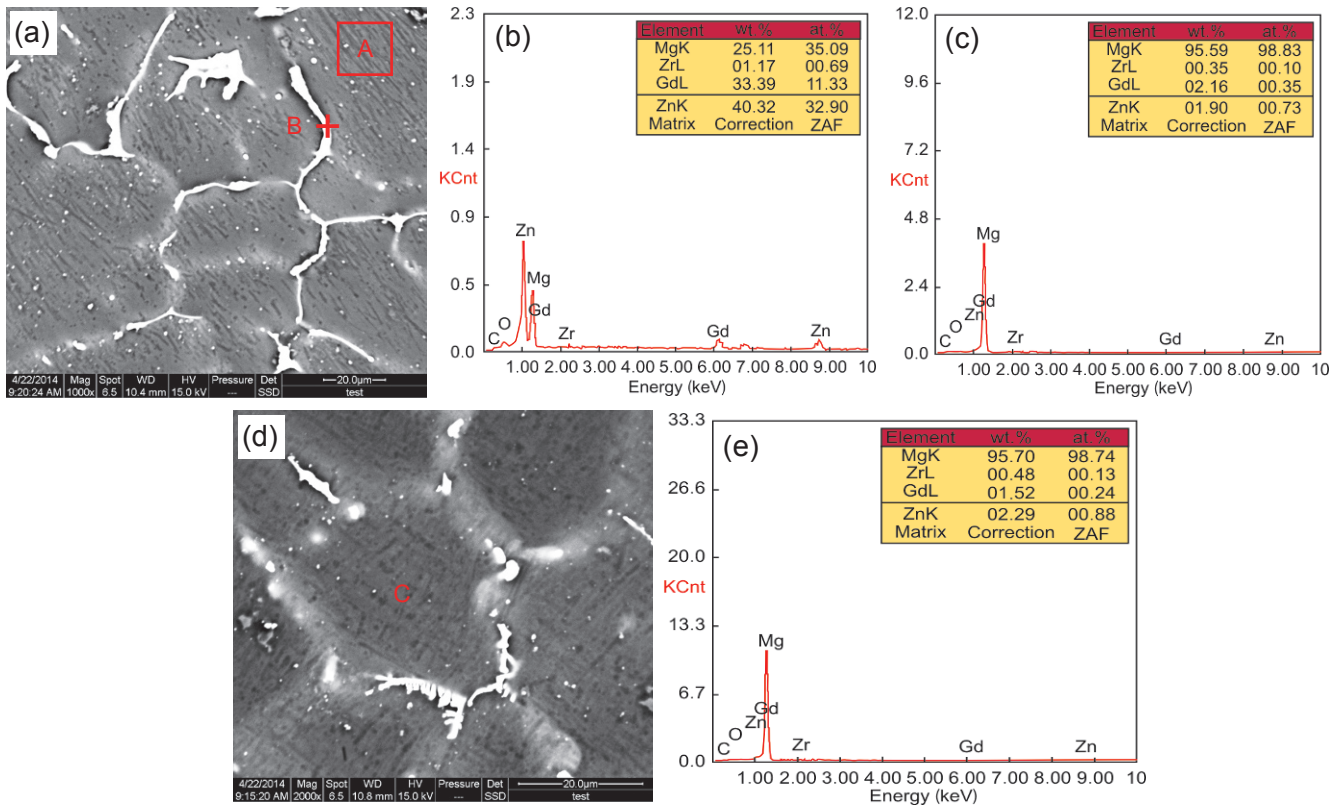 (a)
A
B
4/22/2014 Mag Spot WD HV Pressure Det 20.0μm
9:20:24 AM 1000x 6.5 10.4 mm 15.0 kV --- SSD test
(b)
2.3
1.9
1.4
KCnt
0.9
0.5
0.0
Element wt.% at.%
MgK 25.11 35.09
ZrL 01.17 00.69
GdL 33.39 11.33
ZnK 40.32 32.90
Matrix Correction ZAF
Zn
Mg
Gd
O
C
Zr
Gd
Zn
1.00 2.00 3.00 4.00 5.00 6.00 7.00 8.00 9.00 10
Energy (keV)
(c)
12.0
9.6
7.2
KCnt
4.8
2.4
0.0
Element wt.% at.%
MgK 95.59 98.83
ZrL 00.35 00.10
GdL 02.16 00.35
ZnK 01.90 00.73
Matrix Correction ZAF
Mg
Gd
Zn
O
C
Zr
Gd
Zn
1.00 2.00 3.00 4.00 5.00 6.00 7.00 8.00 9.00 10
Energy (keV)
(d)
C
4/22/2014 Mag Spot WD HV Pressure Det 20.0μm
9:15:20 AM 2000x 6.5 10.8 mm 15.0 kV --- SSD test
(e)
33.3
26.6
20.0
KCnt
13.3
6.7
0.0
Element wt.% at.%
MgK 95.70 98.74
ZrL 00.48 00.13
GdL 01.52 00.24
ZnK 02.29 00.88
Matrix Correction ZAF
Mg
Gd
Zn
O
C
Zr
Gd
Zn
1.00 2.00 3.00 4.00 5.00 6.00 7.00 8.00 9.00 10
Energy (keV)